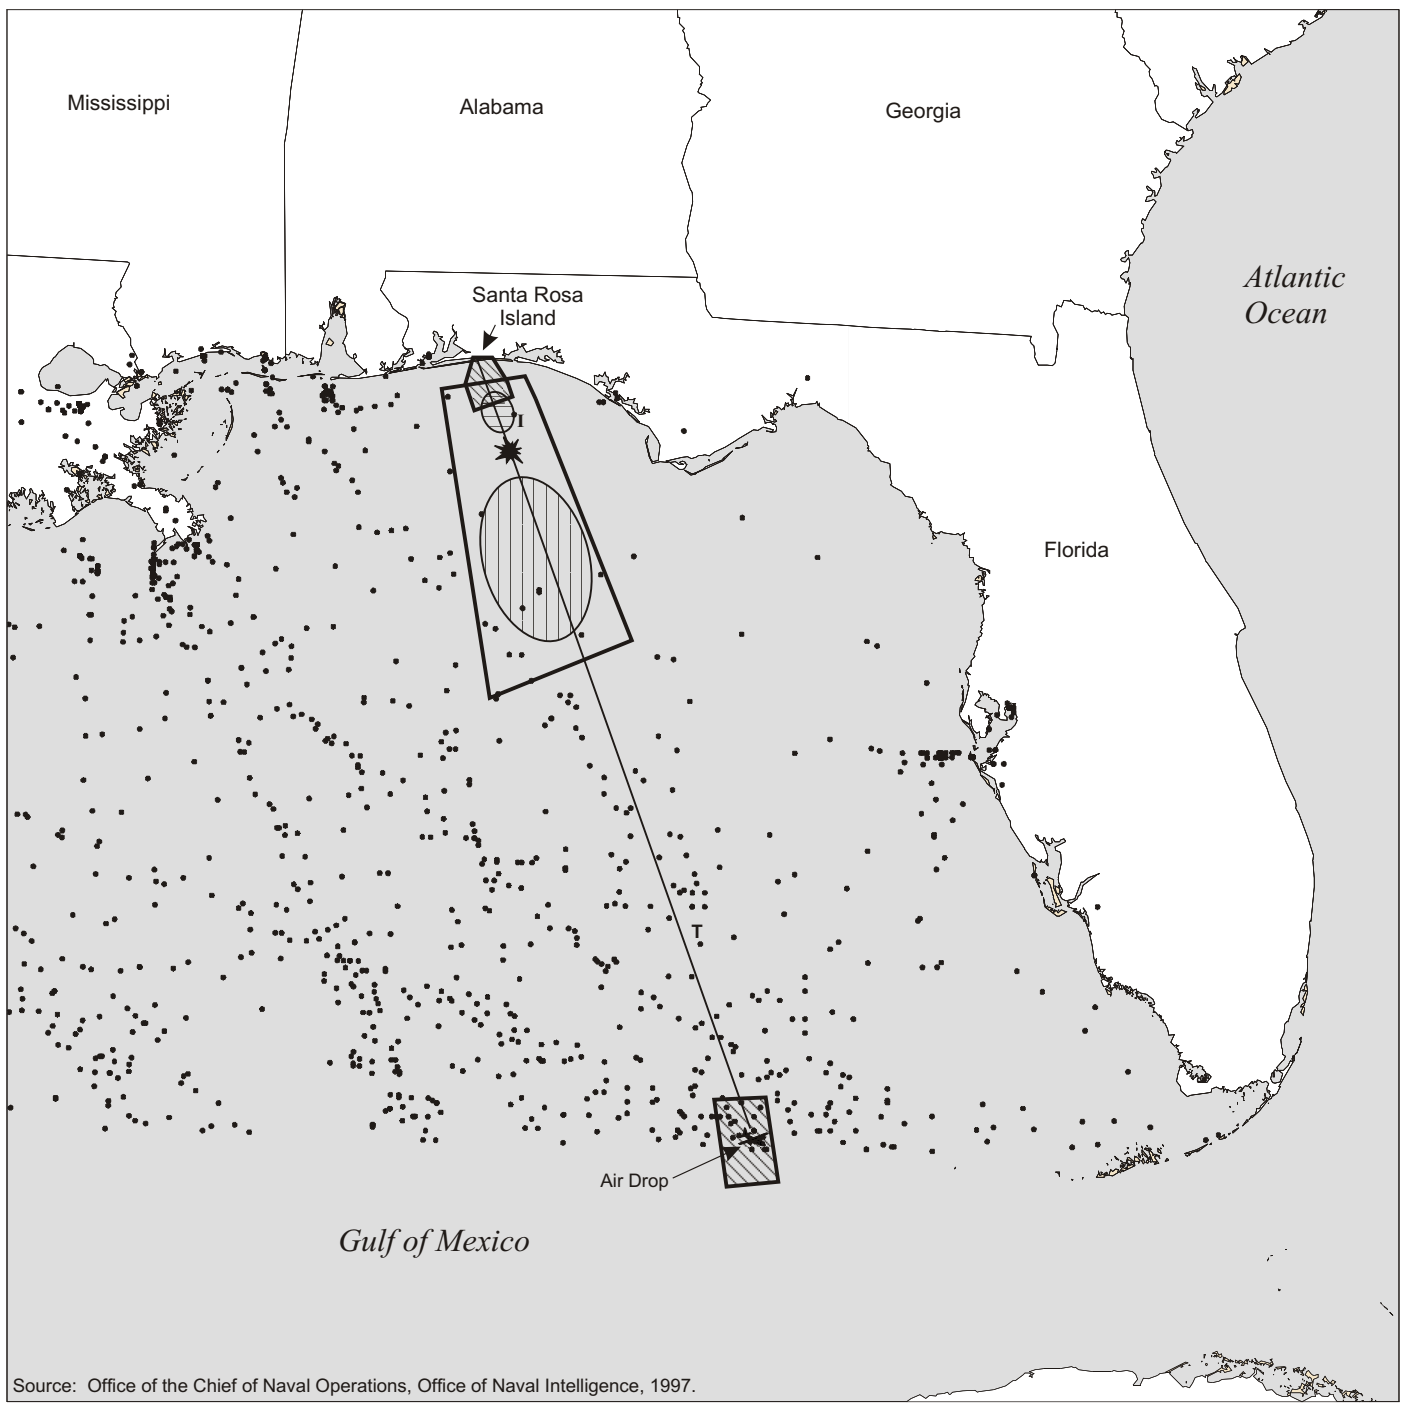 Mississippi
Alabama
Georgia
Atlantic
Ocean
Santa Rosa
Island
I
Florida
T
Air Drop
Gulf of Mexico
Source: Office of the Chief of Naval Operations, Office of Naval Intelligence, 1997.